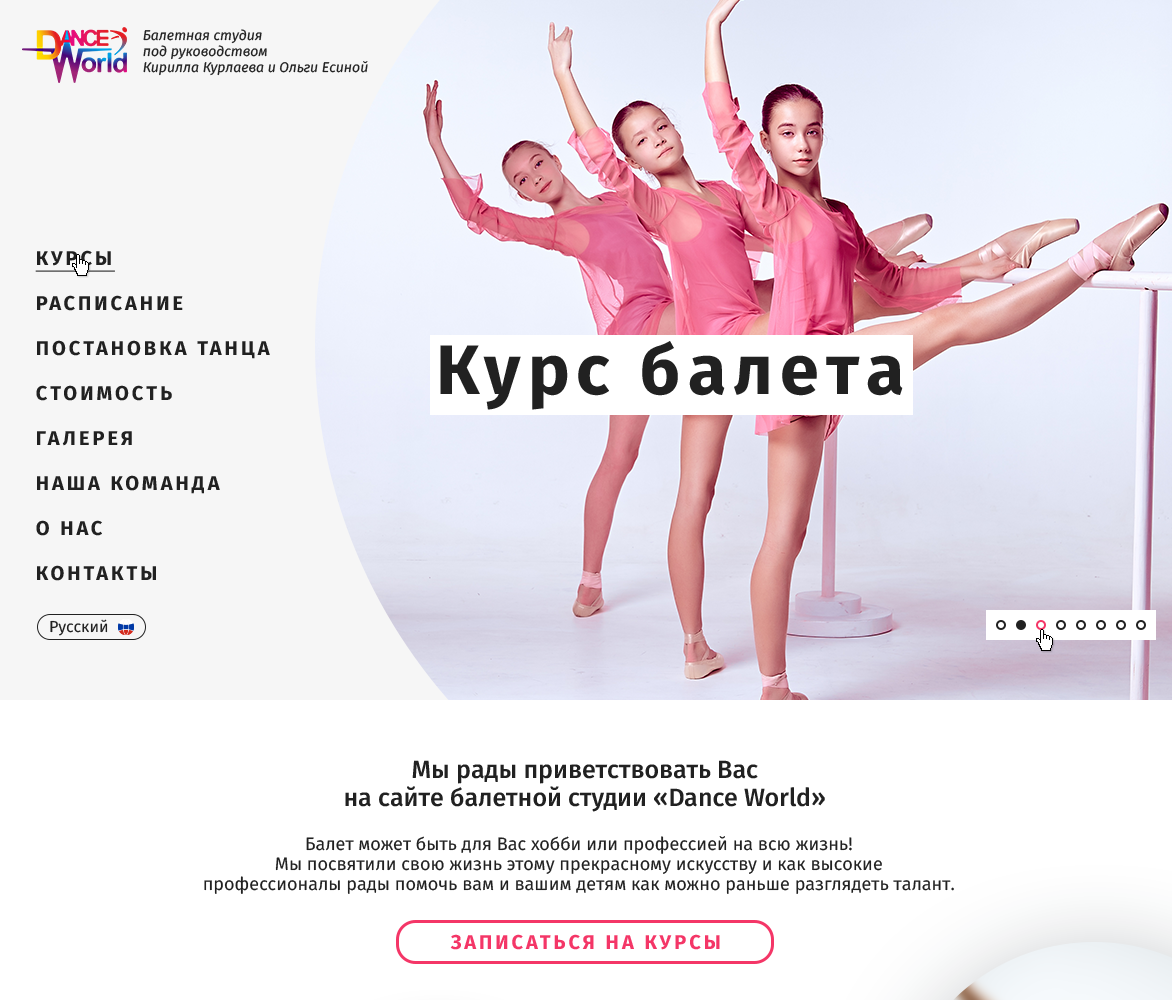 DANCE
World
Балетная студия
под руководством
Кирилла Курлаева и Ольги Есиной
КУРСЫ
РАСПИСАНИЕ
ПОСТАНОВКА ТАНЦА
СТОИМОСТЬ
ГАЛЕРЕЯ
НАША КОМАНДА
О НАС
КОНТАКТЫ
Русский
Курс балета
Мы рады приветствовать Вас
на сайте балетной студии «Dance World»
Балет может быть для Вас хобби или профессией на всю жизнь!
Мы посвятили свою жизнь этому прекрасному искусству и как высокие
профессионалы рады помочь вам и вашим детям как можно раньше разглядеть талант.
ЗАПИСАТЬСЯ НА КУРСЫ